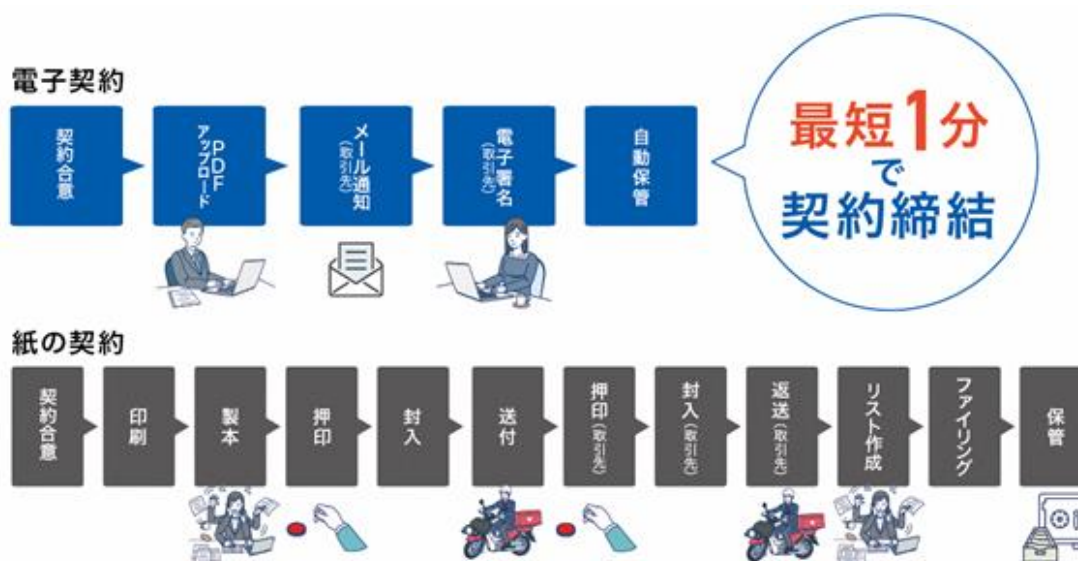 電子契約
契約合意
PDF
アップロード
メール通知
(取引先)
電子署名
(取引先)
自動保管
最短1分
で
契約締結
紙の契約
契約合意
印刷
製本
押印
封入
送付
押印(取引先)
封入(取引先)
返送(取引先)
リスト作成
ファイリング
保管